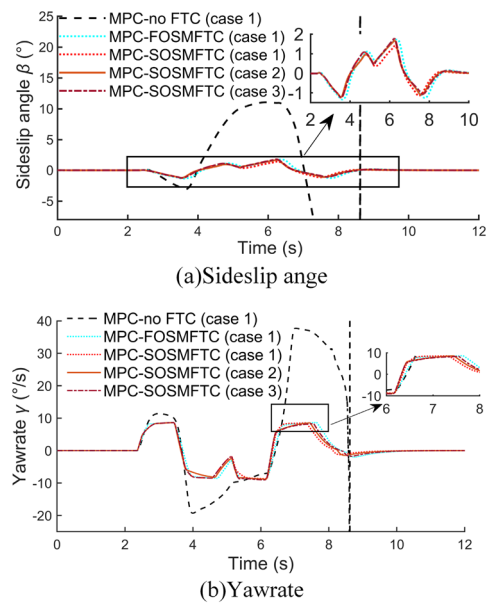 25
20
15
10
5
0
-5
Sideslip angle β (°)
MPC-no FTC (case 1)
MPC-FOSMFTC (case 1)
MPC-SOSMFTC (case 1)
MPC-SOSMFTC (case 2)
MPC-SOSMFTC (case 3)
2
1
0
-1
2 4 6 8 10
0 2 4 6 8 10 12
Time (s)
(a)Sideslip ange
40
30
20
10
0
-10
-20
Yawrate γ (°/s)
MPC-no FTC (case 1)
MPC-FOSMFTC (case 1)
MPC-SOSMFTC (case 1)
MPC-SOSMFTC (case 2)
MPC-SOSMFTC (case 3)
10
0
-10
6 7 8
0 2 4 6 8 10 12
Time (s)
(b)Yawrate